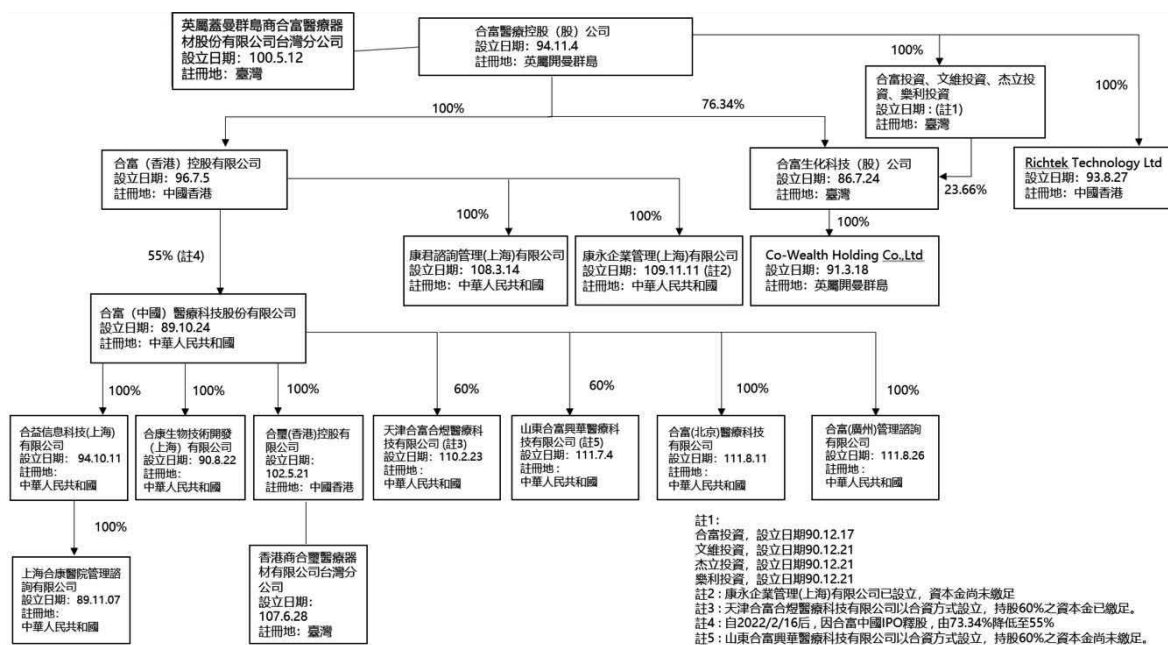 英屬蓋曼群島商合富醫療器
材股份有限公司台灣分公司
設立日期：100.5.12
註冊地：臺灣
合富醫療控股（股）公司
設立日期：94.11.4
註冊地：英屬開曼群島
100%
100%
合富投資、文維投資、杰立投
資、樂利投資
設立日期：(註1)
註冊地：臺灣
100%
76.34%
合富（香港）控股有限公司
設立日期：96.7.5
註冊地：中國香港
合富生化科技（股）公司
設立日期：86.7.24
註冊地：臺灣
23.66%
Richtek Technology Ltd
設立日期：93.8.27
註冊地：中國香港
100%
100%
100%
55% (註4)
康君諮詢管理(上海)有限公司
設立日期：108.3.14
註冊地：中華人民共和國
康永企業管理(上海)有限公司
設立日期：109.11.11 (註2)
註冊地：中華人民共和國
Co-Wealth Holding Co.,Ltd
設立日期：91.3.18
註冊地：英屬開曼群島
合富（中國）醫療科技股份有限公司
設立日期：89.10.24
註冊地：中華人民共和國
100%
100%
100%
60%
60%
100%
100%
合益信息科技(上海)
有限公司
設立日期：94.10.11
註冊地：
中華人民共和國
合康生物技術開發
(上海）有限公司
設立日期：90.8.22
註冊地：
中華人民共和國
合璽(香港)控股有
限公司
設立日期：
102.5.21
註冊地：中國香港
天津合富合煜醫療科
技有限公司 (註3)
設立日期：110.2.23
註冊地：
中華人民共和國
山東合富興華醫療科
技有限公司 (註5)
設立日期：111.7.4
註冊地：
中華人民共和國
合富(北京)醫療科技有
限公司
設立日期：111.8.11
註冊地：
中華人民共和國
合富(廣州)管理諮詢
有限公司
設立日期：111.8.26
註冊地：
中華人民共和國
100%
上海合康醫院管理諮
詢有限公司
設立日期：89.11.07
註冊地：
中華人民共和國
香港商合璽醫療器
材有限公司台灣分
公司
設立日期：
107.6.28
註冊地：臺灣
註1：
合富投資，設立日期90.12.17
文維投資，設立日期90.12.21
杰立投資，設立日期90.12.21
樂利投資，設立日期90.12.21
註2：康永企業管理(上海)有限公司已設立，資本金尚未繳足
註3：天津合富合煜醫療科技有限公司以合資方式設立，持股60%之資本金已繳足。
註4：自2022/2/16后，因合富中國IPO釋股，由73.34%降低至55%
註5：山東合富興華醫療科技有限公司以合資方式設立，持股60%之資本金尚未繳足。